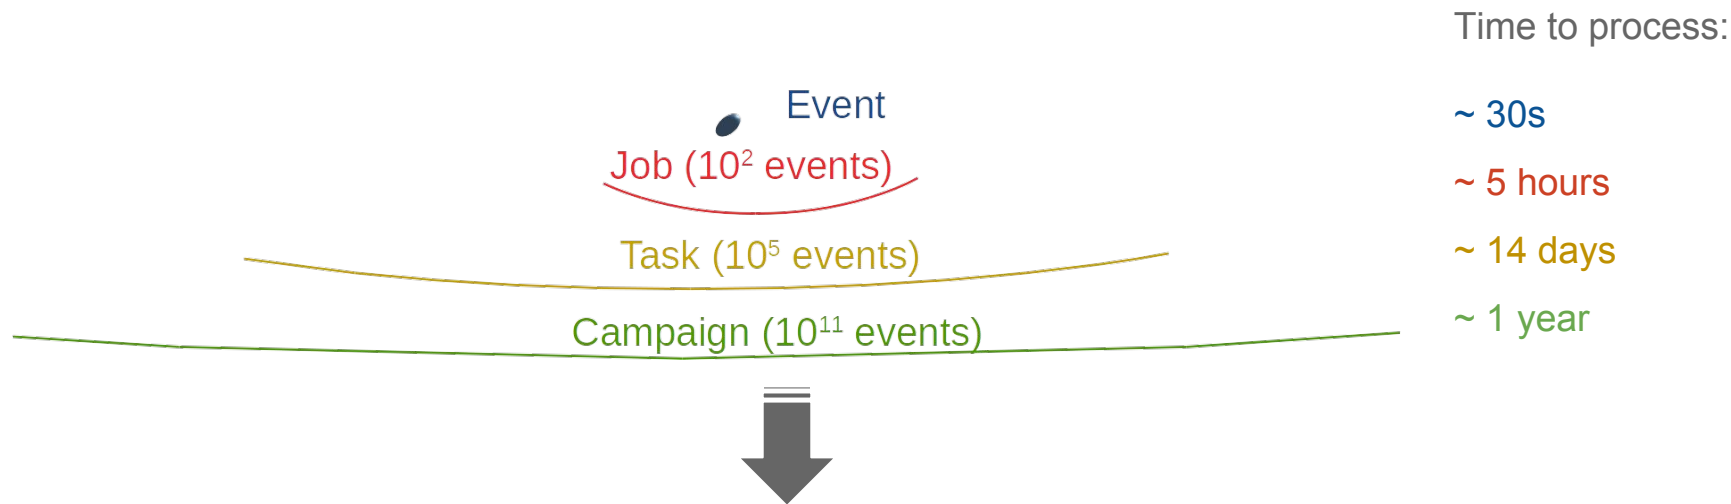 Time to process:
Event
~ 30s
Job (10² events)
~ 5 hours
Task (10⁵ events)
~ 14 days
Campaign (10¹¹ events)
~ 1 year